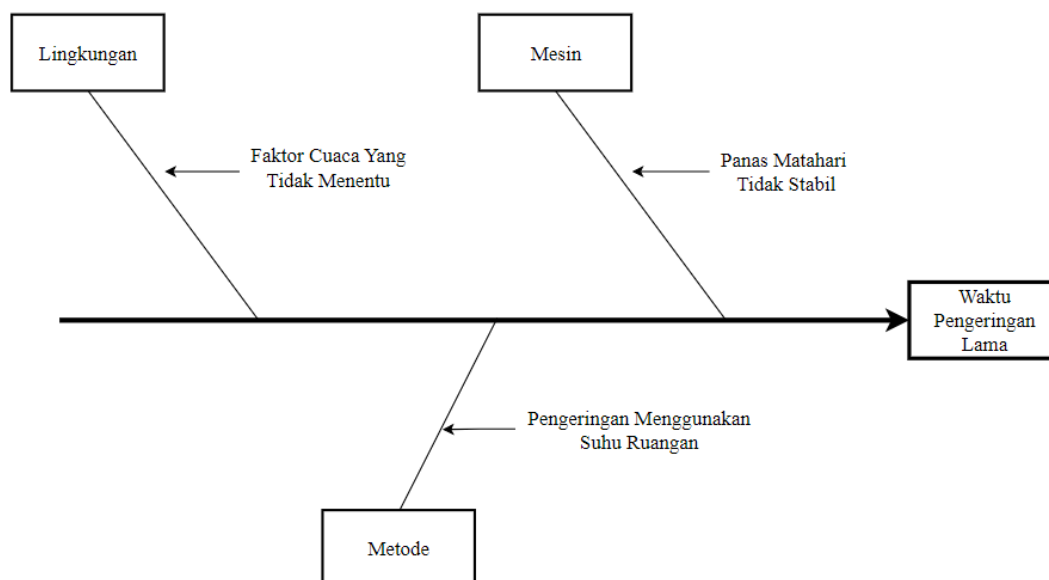 Lingkungan
Mesin
Faktor Cuaca Yang
Tidak Menentu
Panas Matahari
Tidak Stabil
Waktu
Pengeringan
Lama
Pengeringan Menggunakan
Suhu Ruangan
Metode